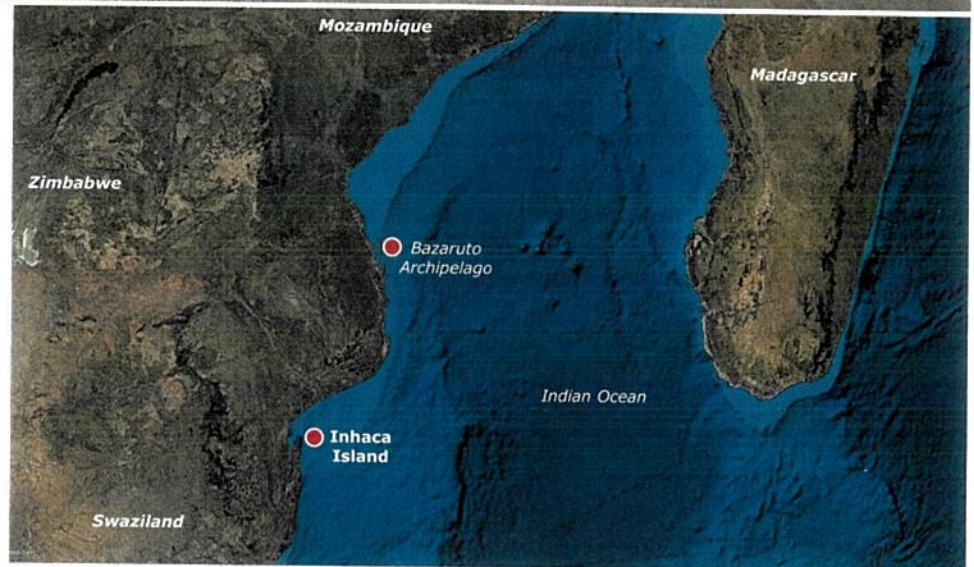 Mozambique
Madagascar
Zimbabwe
Bazaruto
Archipelago
Indian Ocean
Inhaca
Island
Swaziland